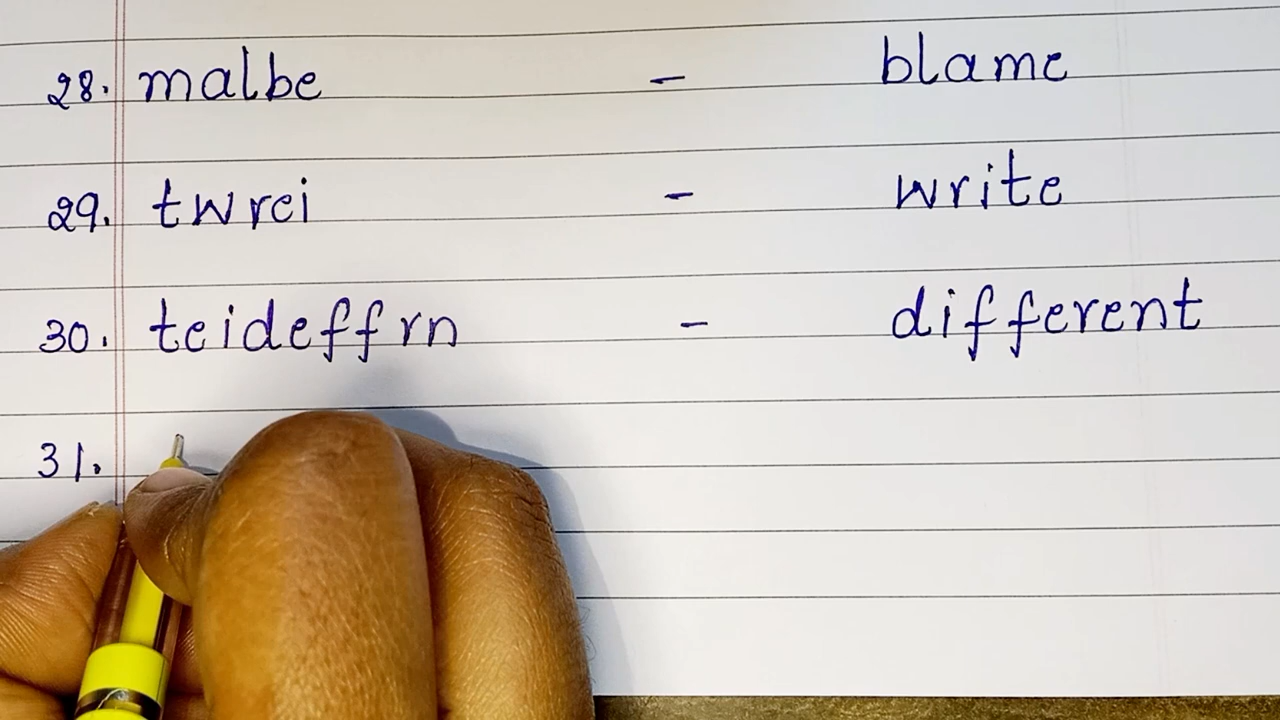 28. malbe - blame
29. twrei - write
30. teideffrn - different
31.